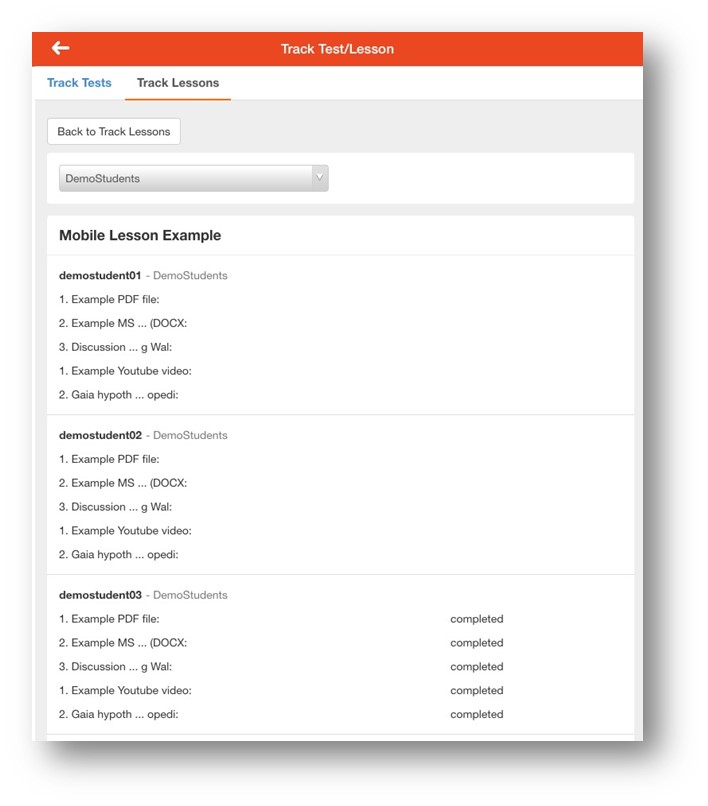 Track Test/Lesson
Track Tests Track Lessons
Back to Track Lessons
DemoStudents
Mobile Lesson Example
demostudent01 - DemoStudents
1. Example PDF file:
2. Example MS ... (DOCX:
3. Discussion ... g Wal:
1. Example Youtube video:
2. Gaia hypoth ... opedi:
demostudent02 - DemoStudents
1. Example PDF file:
2. Example MS ... (DOCX:
3. Discussion ... g Wal:
1. Example Youtube video:
2. Gaia hypoth ... opedi:
demostudent03 - DemoStudents
1. Example PDF file: completed
2. Example MS ... (DOCX: completed
3. Discussion ... g Wal: completed
1. Example Youtube video: completed
2. Gaia hypoth ... opedi: completed